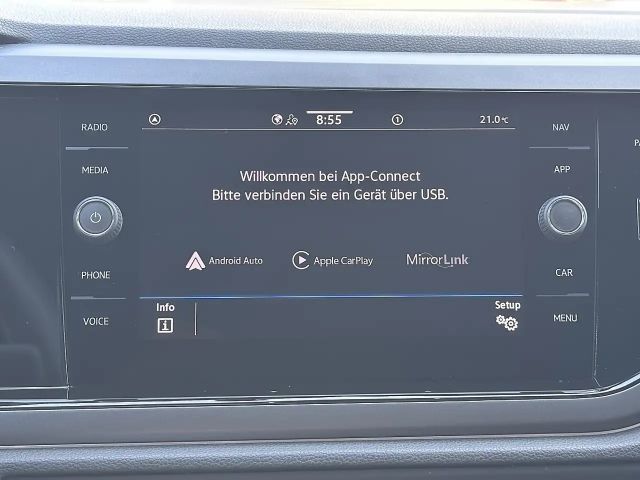 8:55
1
21.0°C
RADIO
MEDIA
PHONE
VOICE
Willkommen bei App-Connect
Bitte verbinden Sie ein Gerät über USB.
Android Auto
Apple CarPlay
MirrorLink
Info
i
Setup
NAV
APP
CAR
MENU